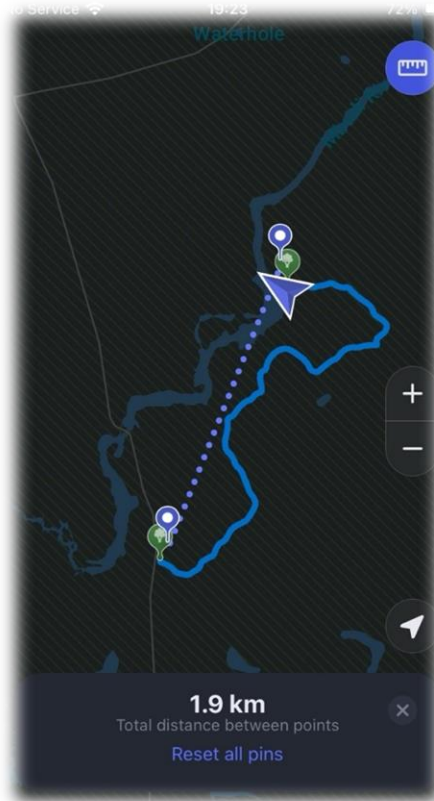 No Service 19:23 72%
Waterhole
1.9 km
Total distance between points
Reset all pins